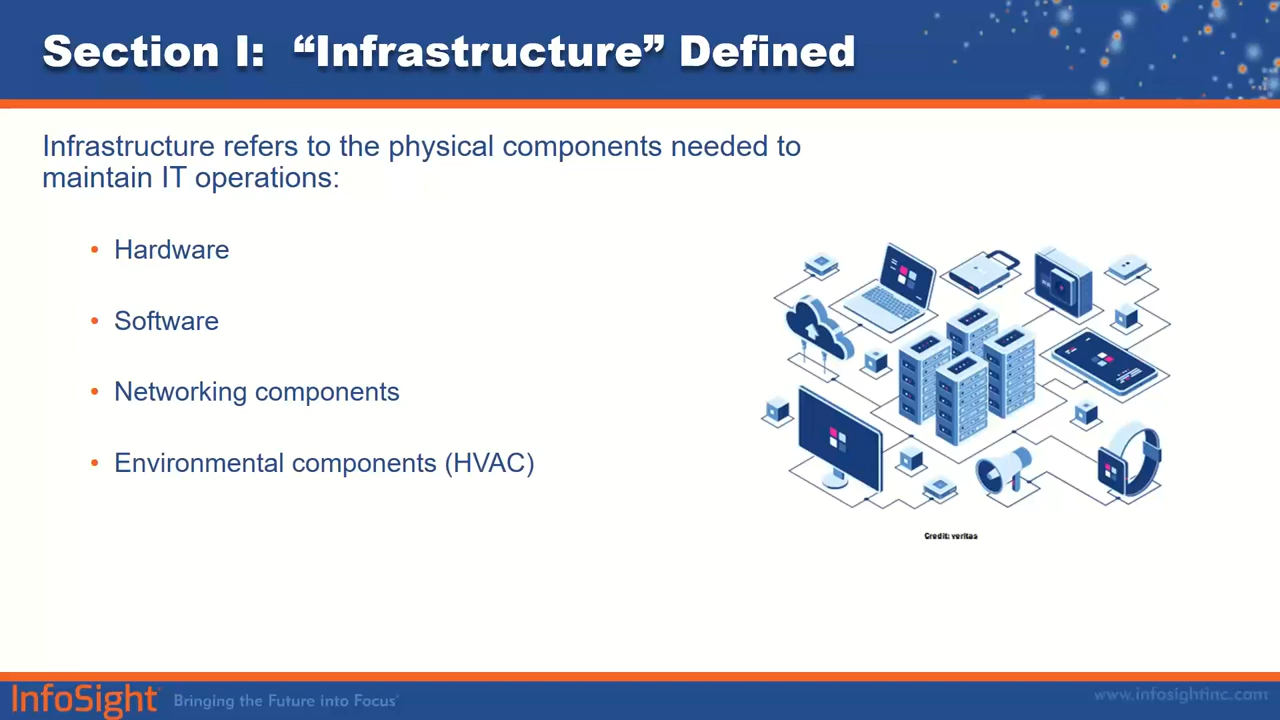 Section I:  “Infrastructure” Defined
Infrastructure refers to the physical components needed to
maintain IT operations:
• Hardware
• Software
• Networking components
• Environmental components (HVAC)
Credit: veritas
InfoSight Bringing the Future into Focus
www.infosightinc.com